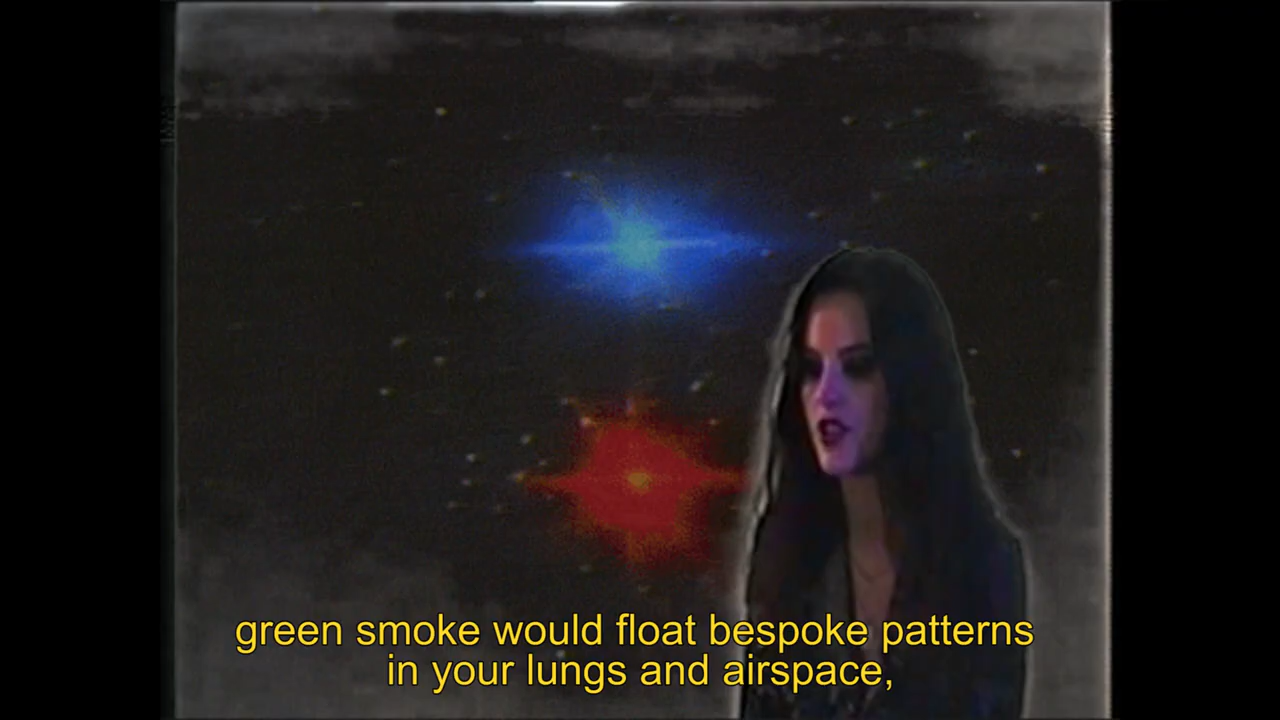 green smoke would float bespoke patterns
in your lungs and airspace,